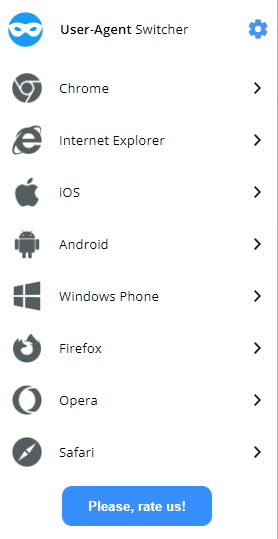 User-Agent Switcher
Chrome
Internet Explorer
iOS
Android
Windows Phone
Firefox
Opera
Safari
Please, rate us!